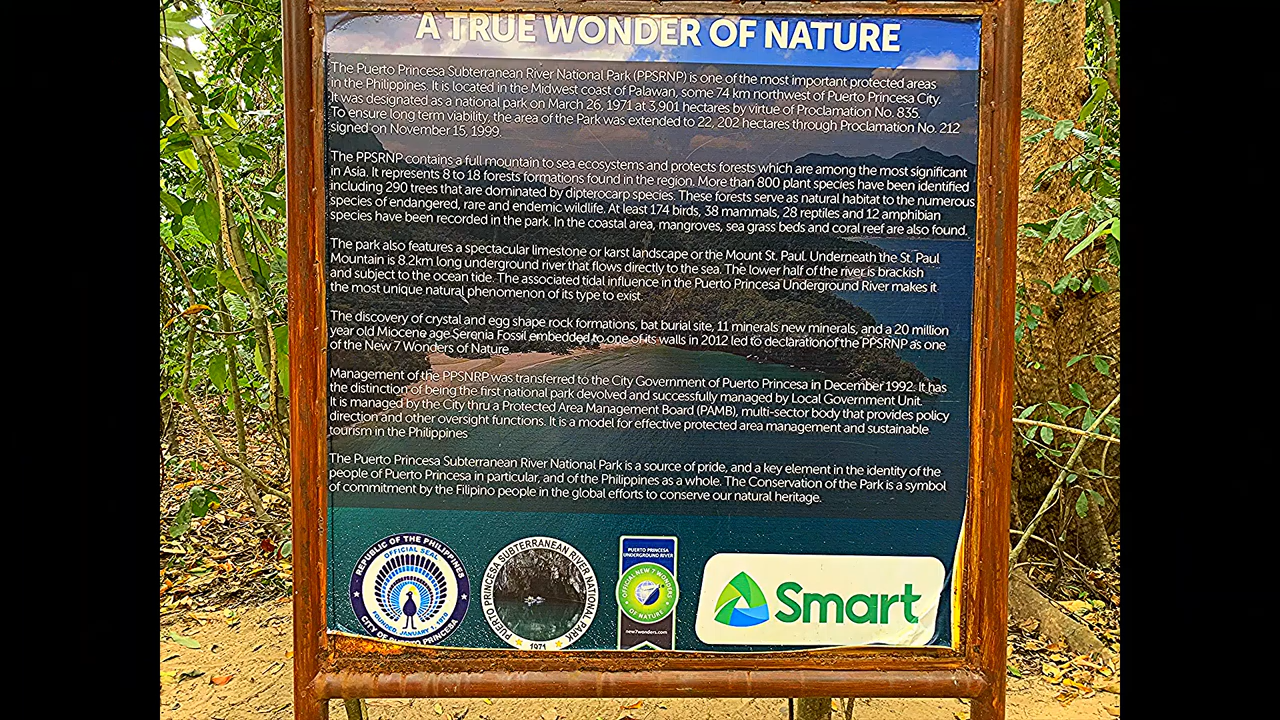 A TRUE WONDER OF NATURE
The Puerto Princesa Subterranean River National Park (PPSRNP) is one of the most important protected areas
in the Philippines. It is located in the Midwest coast of Palawan, some 74 km northwest of Puerto Princesa City.
It was designated as a national park on March 26, 1971 at 3,901 hectares by virtue of Proclamation No. 835.
To ensure long term viability, the area of the Park was extended to 22, 202 hectares through Proclamation No. 212
signed on November 15, 1999.
The PPSRNP contains a full mountain to sea ecosystems and protects forests which are among the most significant
in Asia. It represents 8 to 18 forests formations found in the region. More than 800 plant species have been identified
including 290 trees that are dominated by dipterocarp species. These forests serve as natural habitat to the numerous
species of endangered, rare and endemic wildlife. At least 174 birds, 38 mammals, 28 reptiles and 12 amphibian
species have been recorded in the park. In the coastal area, mangroves, sea grass beds and coral reef are also found.
The park also features a spectacular limestone or karst landscape or the Mount St. Paul. Underneath the St. Paul
Mountain is 8.2km long underground river that flows directly to the sea. The lower half of the river is brackish
and subject to the ocean tide. The associated tidal influence in the Puerto Princesa Underground River makes it
the most unique natural phenomenon of its type to exist.
The discovery of crystal and egg shape rock formations, bat burial site, 11 minerals new minerals, and a 20 million
year old Miocene age Serenia Fossil embedded to one of its walls in 2012 led to declarationof the PPSRNP as one
of the New 7 Wonders of Nature
Management of the PPSNRP was transferred to the City Government of Puerto Princesa in December 1992. It has
the distinction of being the first national park devolved and successfully managed by Local Government Unit.
It is managed by the City thru a Protected Area Management Board (PAMB), multi-sector body that provides policy
direction and other oversight functions. It is a model for effective protected area management and sustainable
tourism in the Philippines
The Puerto Princesa Subterranean River National Park is a source of pride, and a key element in the identity of the
people of Puerto Princesa in particular, and of the Philippines as a whole. The Conservation of the Park is a symbol
of commitment by the Filipino people in the global efforts to conserve our natural heritage.
REPUBLIC OF THE PHILIPPINES
OFFICIAL SEAL
FOUNDED JANUARY 1, 1970
CITY OF PUERTO PRINCESA
PUERTO PRINCESA SUBTERRANEAN RIVER NATIONAL PARK
1971
PUERTO PRINCESA
UNDERGROUND RIVER
OFFICIAL NEW 7 WONDERS
OF NATURE
new7wonders.com
Smart